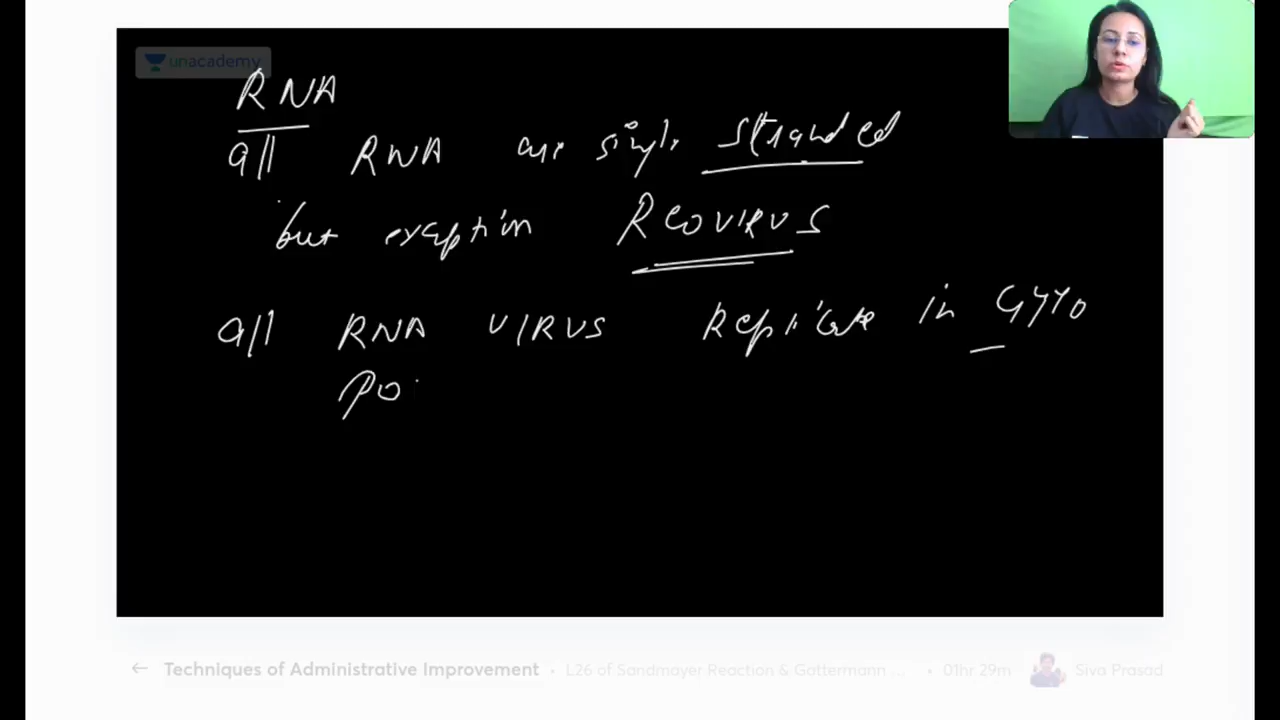 unacademy
RNA
all RNA are single stranded
but exception REOVIRUS
all RNA VIRUS Replicate in CYTO
PO
← Techniques of Administrative Improvement • L26 of Sandmayer Reaction & Gattermann ... • 01hr 29m Siva Prasad